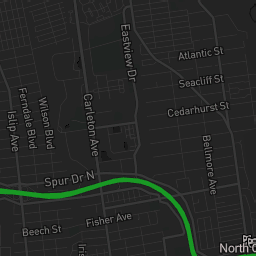 Eastview Dr
Atlantic St
Seacliff St
Cedarhurst St
Islip Ave
Ferndale Blvd
Wilson Blvd
Carleton Ave
Bellmore Ave
Spur Dr N
Fisher Ave
Beech St
North